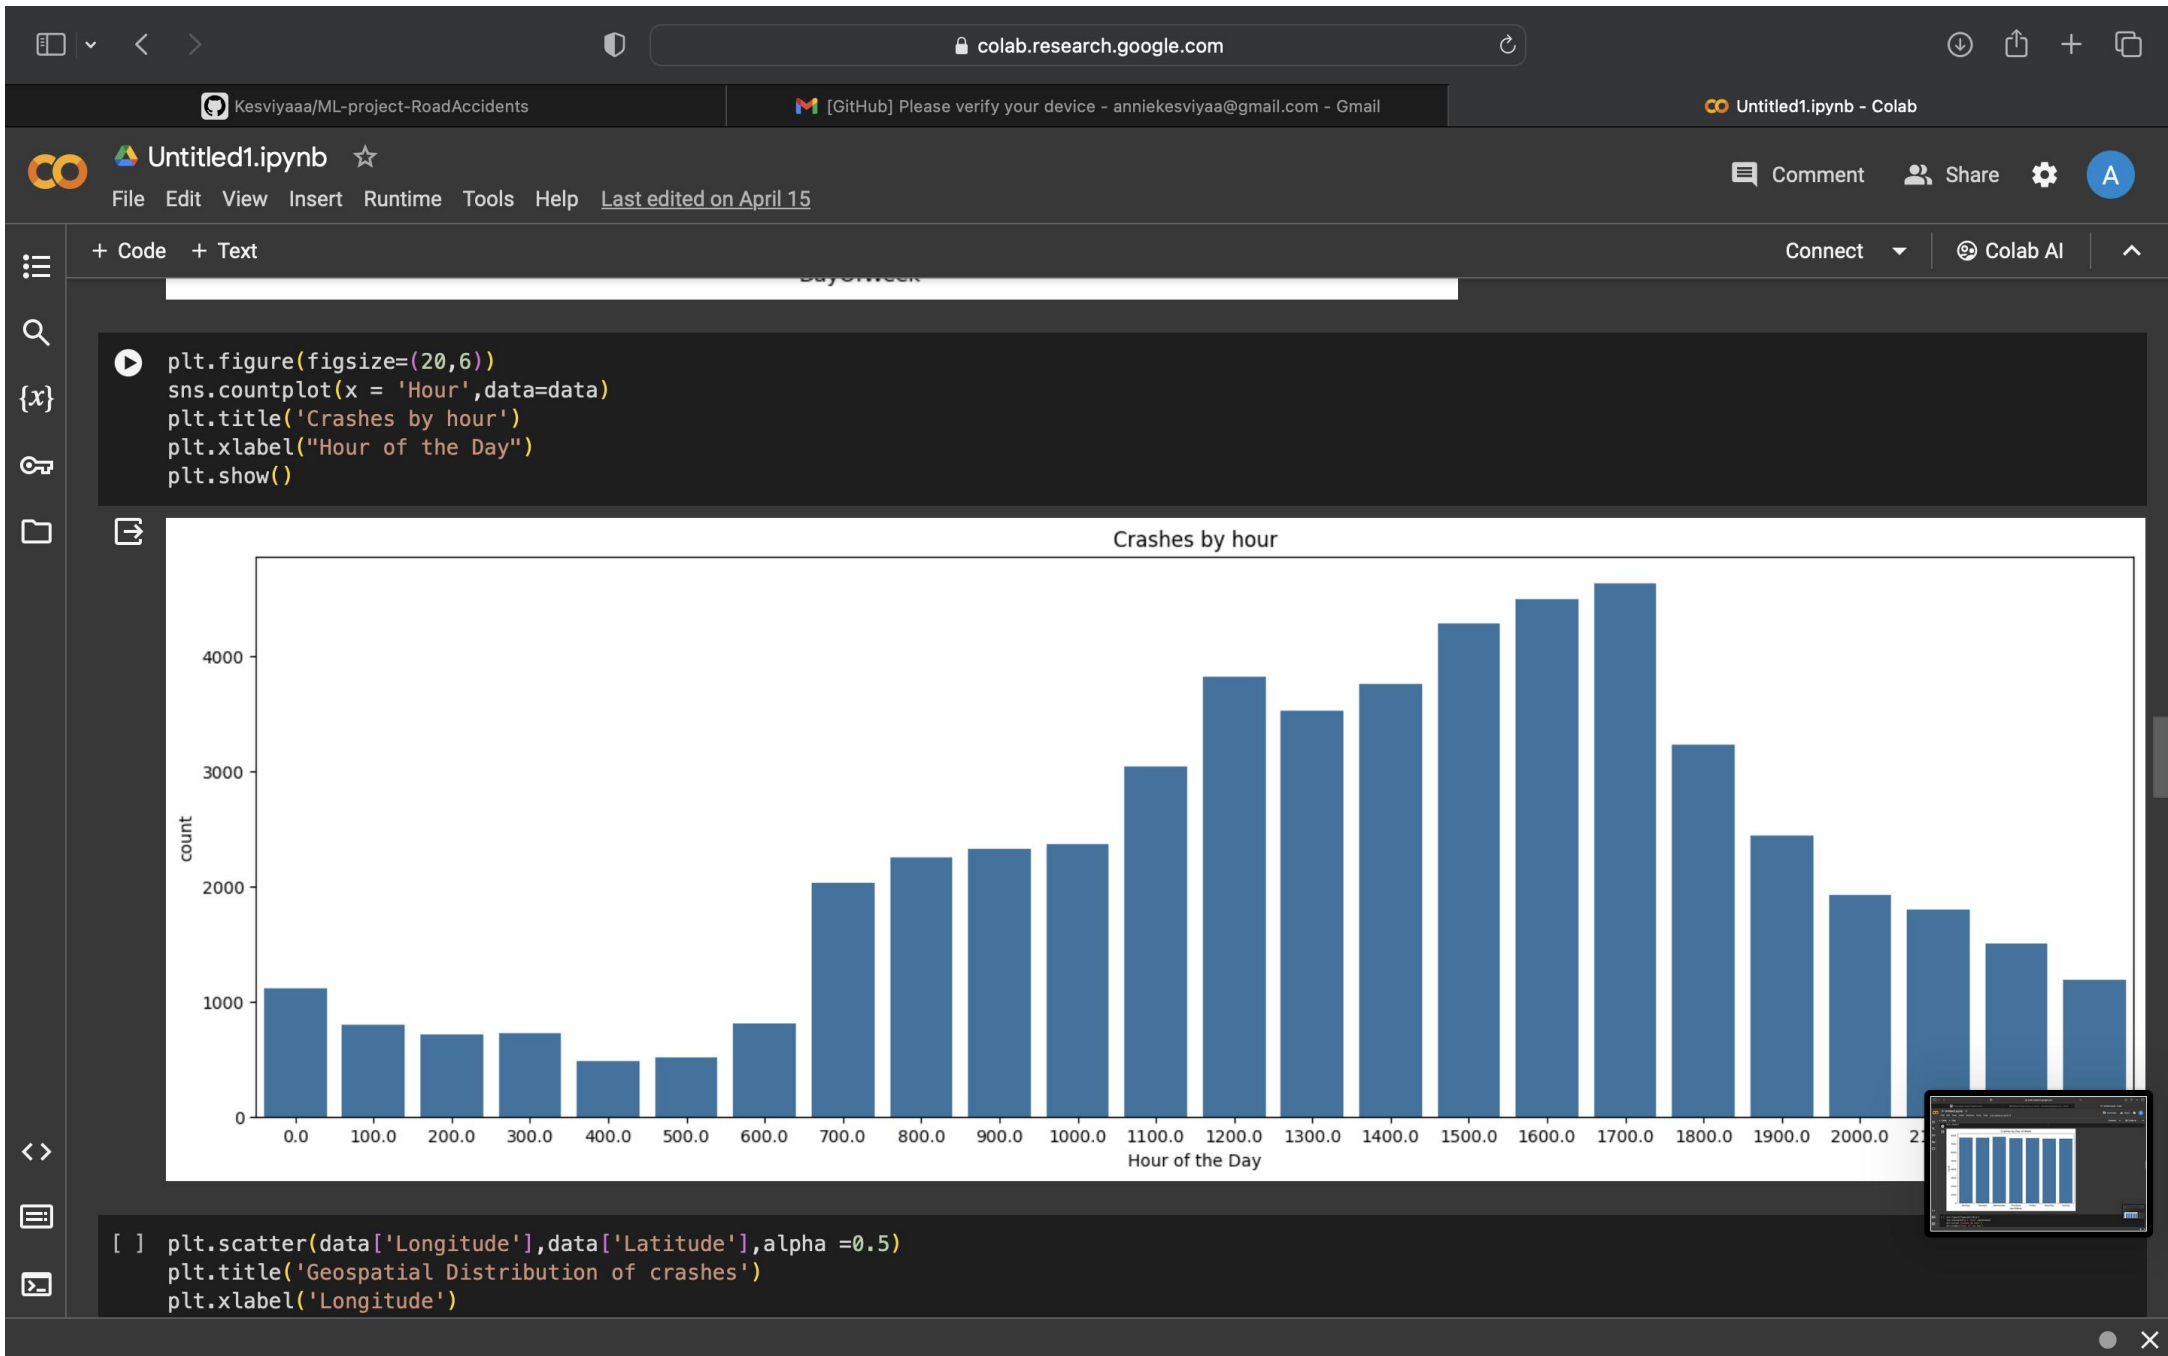 colab.research.google.com
Kesviyaaa/ML-project-RoadAccidents
[GitHub] Please verify your device - anniekesviyaa@gmail.com - Gmail
Untitled1.ipynb - Colab
Untitled1.ipynb
Comment
Share
A
File Edit View Insert Runtime Tools Help Last edited on April 15
+ Code + Text
Connect
Colab AI
DayOfWeek
{x}
plt.figure(figsize=(20,6))
sns.countplot(x = 'Hour',data=data)
plt.title('Crashes by hour')
plt.xlabel("Hour of the Day")
plt.show()
Crashes by hour
4000
3000
2000
1000
0
count
0.0 100.0 200.0 300.0 400.0 500.0 600.0 700.0 800.0 900.0 1000.0 1100.0 1200.0 1300.0 1400.0 1500.0 1600.0 1700.0 1800.0 1900.0 2000.0
Hour of the Day
[ ] plt.scatter(data['Longitude'],data['Latitude'],alpha =0.5)
plt.title('Geospatial Distribution of crashes')
plt.xlabel('Longitude')